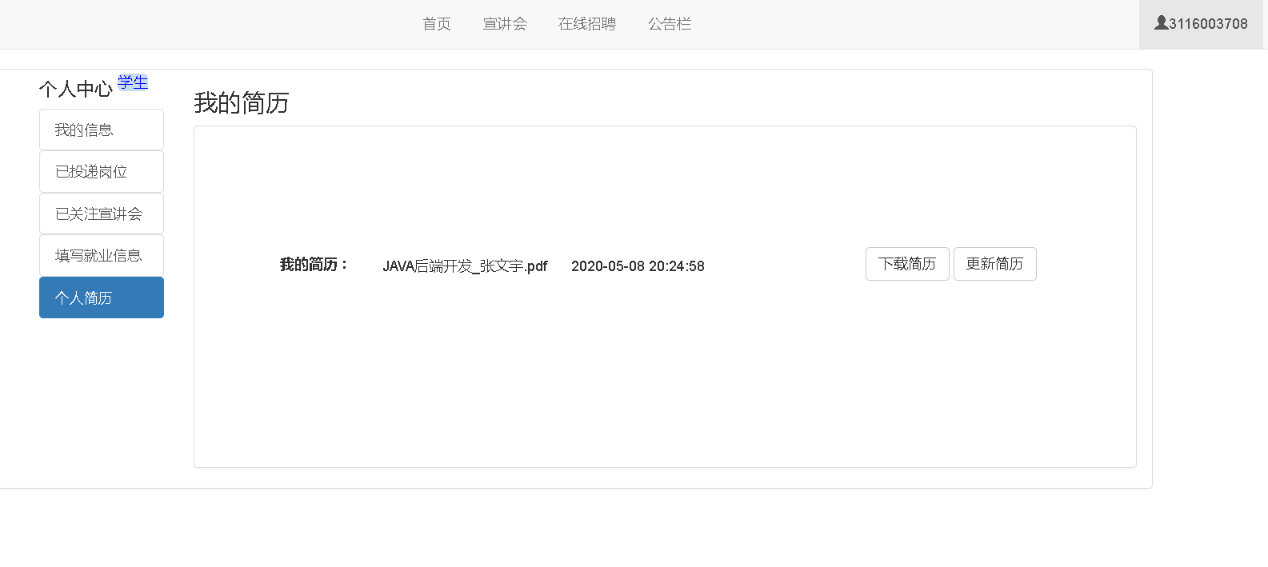 首页 宣讲会 在线招聘 公告栏 3116003708
个人中心 学生
我的简历
我的信息
已投递岗位
已关注宣讲会
填写就业信息
个人简历
我的简历： JAVA后端开发_张文宇.pdf 2020-05-08 20:24:58 下载简历 更新简历